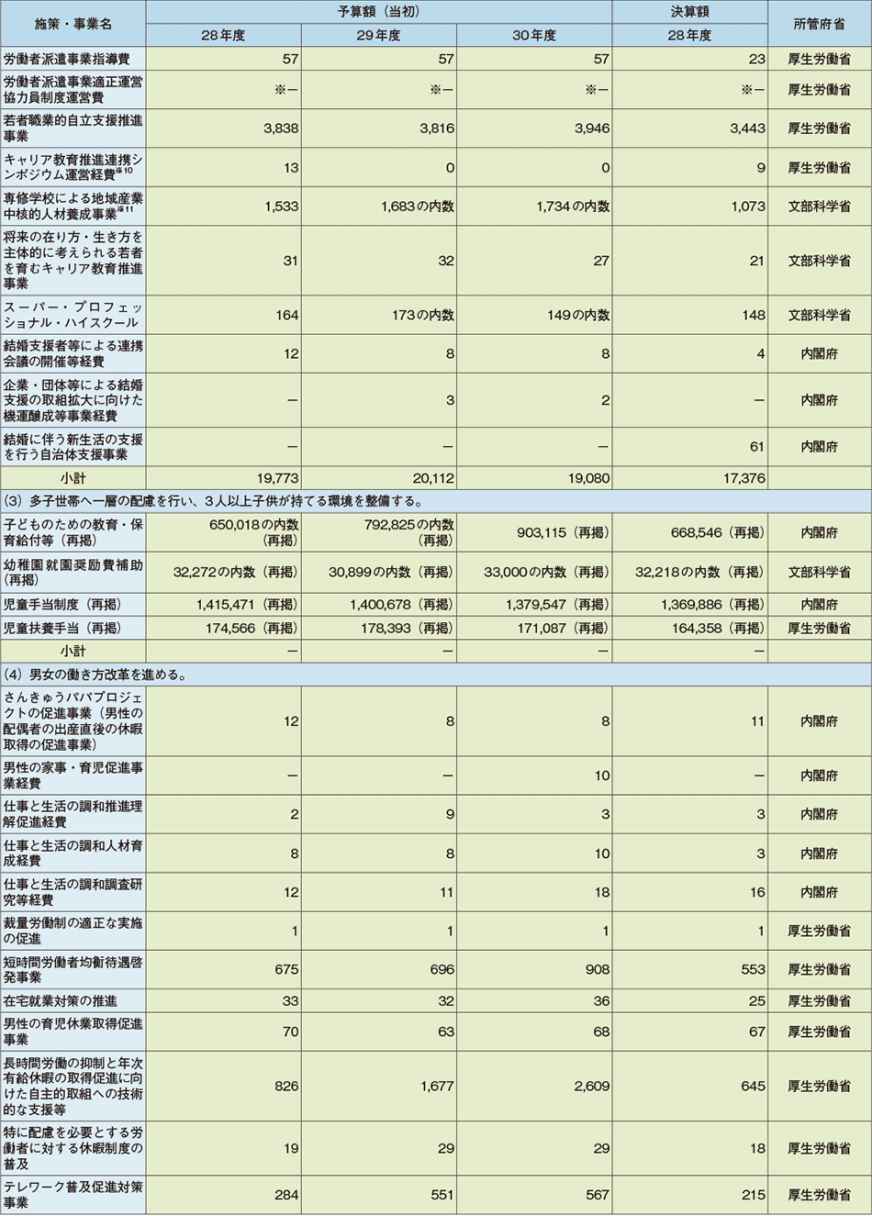 施策・事業名 予算額（当初） 決算額 所管府省
28年度 29年度 30年度 28年度
労働者派遣事業指導費 57 57 57 23 厚生労働省
労働者派遣事業適正運営
協力員制度運営費 ※－ ※－ ※－ ※－ 厚生労働省
若者職業的自立支援推進
事業 3,838 3,816 3,946 3,443 厚生労働省
キャリア教育推進連携シ
ンポジウム運営経費※10 13 0 0 9 厚生労働省
専修学校による地域産業
中核的人材養成事業※11 1,533 1,683の内数 1,734の内数 1,073 文部科学省
将来の在り方・生き方を
主体的に考えられる若者
を育むキャリア教育推進
事業 31 32 27 21 文部科学省
スーパー・プロフェッ
ショナル・ハイスクール 164 173の内数 149の内数 148 文部科学省
結婚支援者等による連携
会議の開催等経費 12 8 8 4 内閣府
企業・団体等による結婚
支援の取組拡大に向けた
機運醸成等事業経費 － 3 2 － 内閣府
結婚に伴う新生活の支援
を行う自治体支援事業 － － － 61 内閣府
小計 19,773 20,112 19,080 17,376
（3）多子世帯へ一層の配慮を行い、3人以上子供が持てる環境を整備する。
子どものための教育・保
育給付等（再掲） 650,018の内数
（再掲） 792,825の内数
（再掲） 903,115（再掲） 668,546（再掲） 内閣府
幼稚園就園奨励費補助
（再掲） 32,272の内数（再掲） 30,899の内数（再掲） 33,000の内数（再掲） 32,218の内数（再掲） 文部科学省
児童手当制度（再掲） 1,415,471（再掲） 1,400,678（再掲） 1,379,547（再掲） 1,369,886（再掲） 内閣府
児童扶養手当（再掲） 174,566（再掲） 178,393（再掲） 171,087（再掲） 164,358（再掲） 厚生労働省
小計 － － － －
（4）男女の働き方改革を進める。
さんきゅうパパプロジェ
クトの促進事業（男性の
配偶者の出産直後の休暇
取得の促進事業） 12 8 8 11 内閣府
男性の家事・育児促進事
業経費 － － 10 － 内閣府
仕事と生活の調和推進理
解促進経費 2 9 3 3 内閣府
仕事と生活の調和人材育
成経費 8 8 10 3 内閣府
仕事と生活の調和調査研
究等経費 12 11 18 16 内閣府
裁量労働制の適正な実施
の促進 1 1 1 1 厚生労働省
短時間労働者均衡待遇啓
発事業 675 696 908 553 厚生労働省
在宅就業対策の推進 33 32 36 25 厚生労働省
男性の育児休業取得促進
事業 70 63 68 67 厚生労働省
長時間労働の抑制と年次
有給休暇の取得促進に向
けた自主的取組への技術
的な支援等 826 1,677 2,609 645 厚生労働省
特に配慮を必要とする労
働者に対する休暇制度の
普及 19 29 29 18 厚生労働省
テレワーク普及促進対策
事業 284 551 567 215 厚生労働省